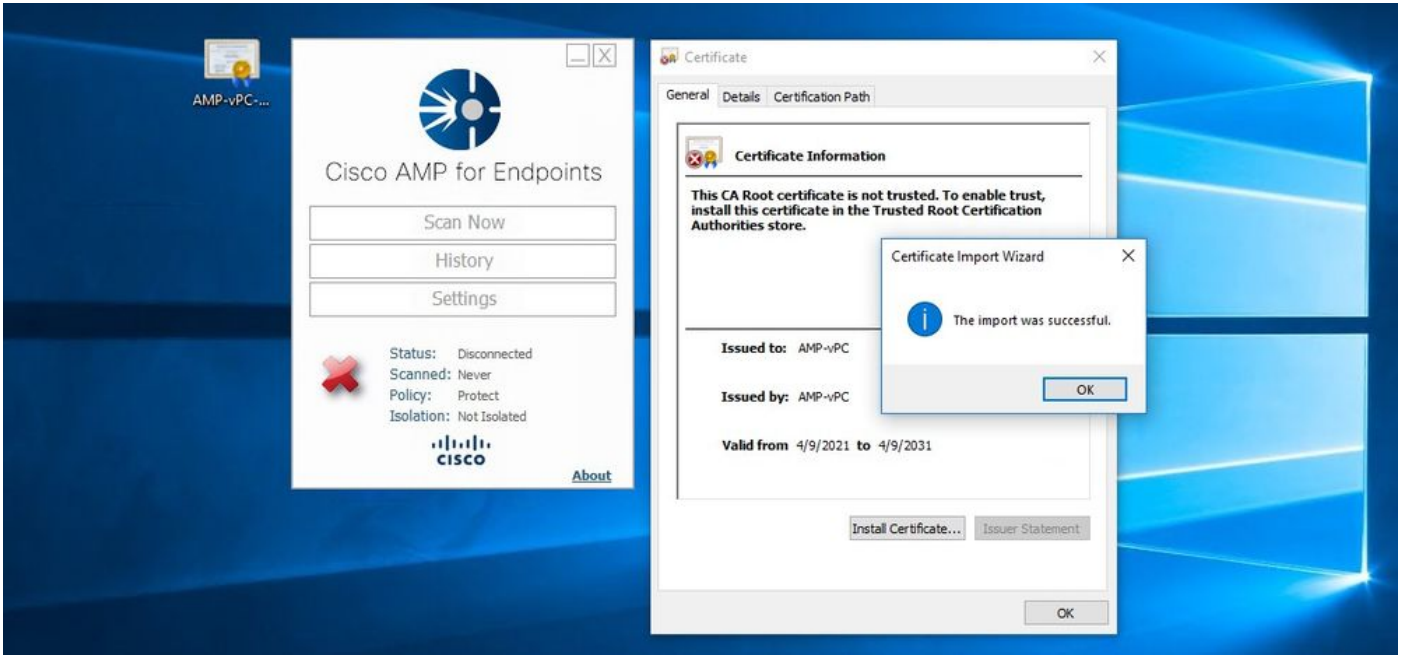 AMP-vPC-...
Cisco AMP for Endpoints
Scan Now
History
Settings
Status: Disconnected
Scanned: Never
Policy: Protect
Isolation: Not Isolated
CISCO
About
Certificate
General Details Certification Path
Certificate Information
This CA Root certificate is not trusted. To enable trust,
install this certificate in the Trusted Root Certification
Authorities store.
Issued to: AMP-vPC
Issued by: AMP-vPC
Valid from 4/9/2021 to 4/9/2031
Install Certificate... Issuer Statement
OK
Certificate Import Wizard
The import was successful.
OK